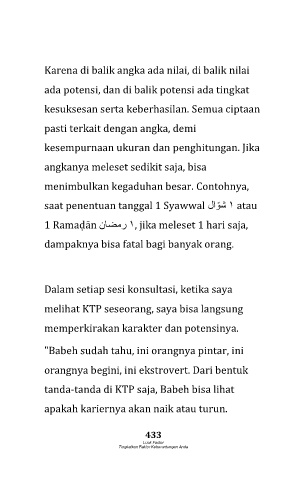 Karena di balik angka ada nilai, di balik nilai
ada potensi, dan di balik potensi ada tingkat
kesuksesan serta keberhasilan. Semua ciptaan
pasti terkait dengan angka, demi
kesempurnaan ukuran dan penghitungan. Jika
angkanya meleset sedikit saja, bisa
menimbulkan kegaduhan besar. Contohnya,
saat penentuan tanggal 1 Syawwal ١ شوّال atau
1 Ramaḍān ١ رمضان, jika meleset 1 hari saja,
dampaknya bisa fatal bagi banyak orang.
Dalam setiap sesi konsultasi, ketika saya
melihat KTP seseorang, saya bisa langsung
memperkirakan karakter dan potensinya.
"Babeh sudah tahu, ini orangnya pintar, ini
orangnya begini, ini ekstrovert. Dari bentuk
tanda-tanda di KTP saja, Babeh bisa lihat
apakah kariernya akan naik atau turun.
433
Tingkatkan Faktor Keberuntungan Anda